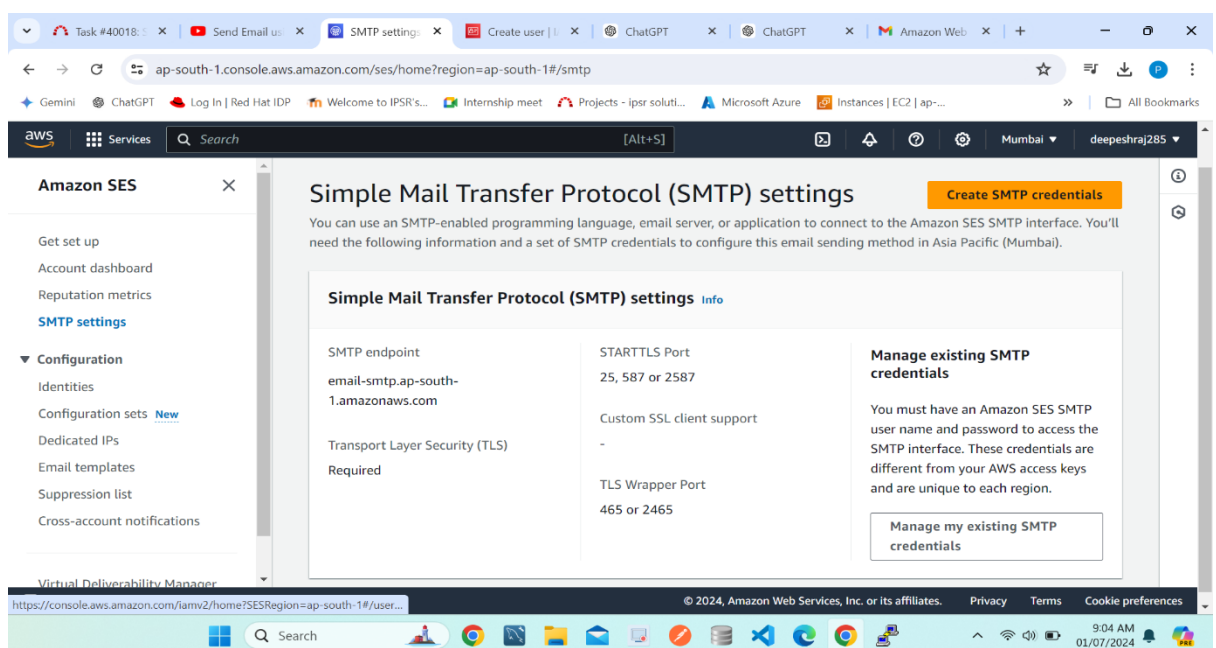 Task #40018: S
Send Email us
SMTP settings
Create user | I
ChatGPT
ChatGPT
Amazon Web
ap-south-1.console.aws.amazon.com/ses/home?region=ap-south-1#/smtp
P
Gemini
ChatGPT
Log In | Red Hat IDP
Welcome to IPSR's...
Internship meet
Projects - ipsr soluti...
Microsoft Azure
Instances | EC2 | ap-...
»
All Bookmarks
aws
Services
Search
[Alt+S]
Mumbai
deepeshraj285
Amazon SES
Get set up
Account dashboard
Reputation metrics
SMTP settings
Configuration
Identities
Configuration sets New
Dedicated IPs
Email templates
Suppression list
Cross-account notifications
Virtual Deliverability Manager
Simple Mail Transfer Protocol (SMTP) settings
Create SMTP credentials
You can use an SMTP-enabled programming language, email server, or application to connect to the Amazon SES SMTP interface. You'll
need the following information and a set of SMTP credentials to configure this email sending method in Asia Pacific (Mumbai).
Simple Mail Transfer Protocol (SMTP) settings Info
SMTP endpoint
email-smtp.ap-south-
1.amazonaws.com
Transport Layer Security (TLS)
Required
STARTTLS Port
25, 587 or 2587
Custom SSL client support
-
TLS Wrapper Port
465 or 2465
Manage existing SMTP
credentials
You must have an Amazon SES SMTP
user name and password to access the
SMTP interface. These credentials are
different from your AWS access keys
and are unique to each region.
Manage my existing SMTP
credentials
https://console.aws.amazon.com/iamv2/home?SESRegion=ap-south-1#/user...
© 2024, Amazon Web Services, Inc. or its affiliates.
Privacy
Terms
Cookie preferences
Search
9:04 AM
01/07/2024
PRE